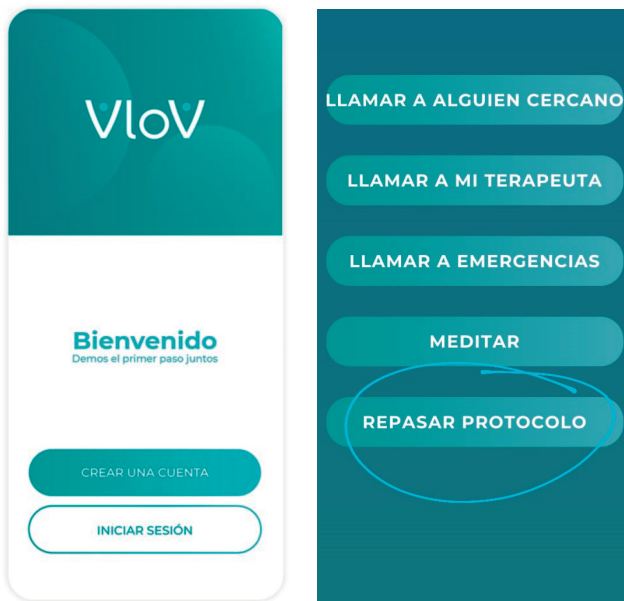 VloV
Bienvenido
Demos el primer paso juntos
CREAR UNA CUENTA
INICIAR SESIÓN
LLAMAR A ALGUIEN CERCANO
LLAMAR A MI TERAPEUTA
LLAMAR A EMERGENCIAS
MEDITAR
REPASAR PROTOCOLO